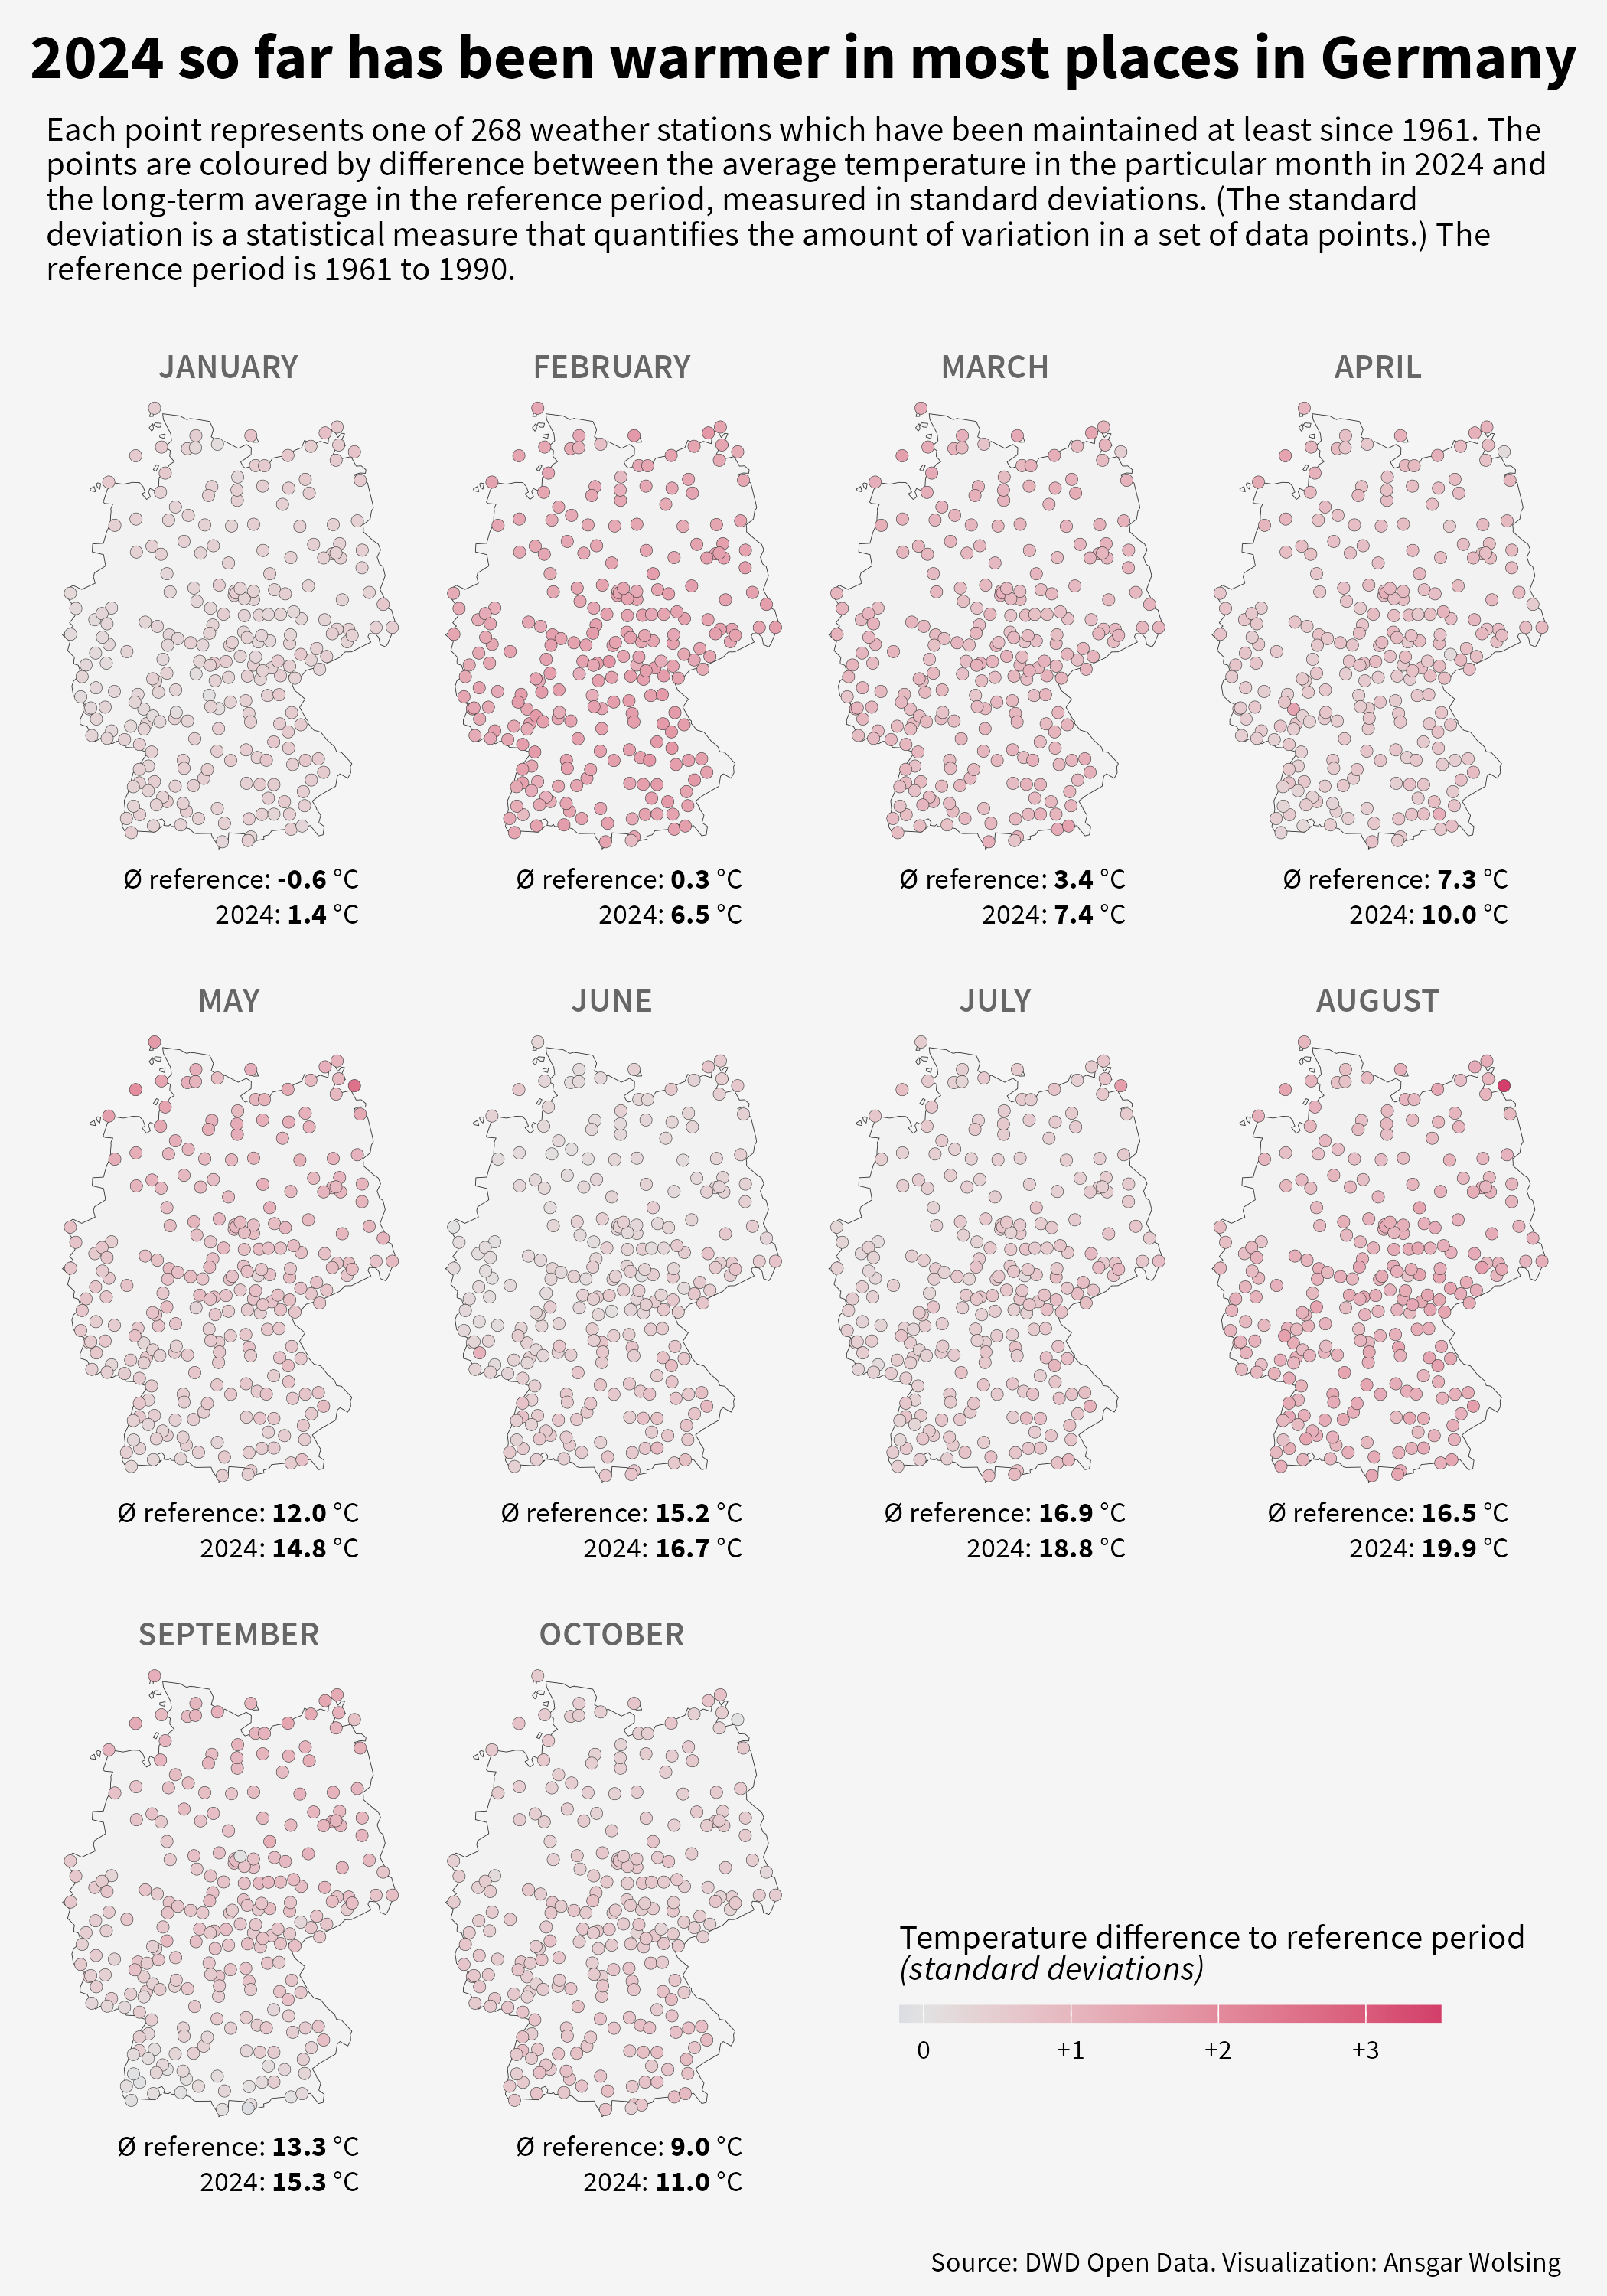 2024 so far has been warmer in most places in Germany
Each point represents one of 268 weather stations which have been maintained at least since 1961. The
points are coloured by difference between the average temperature in the particular month in 2024 and
the long-term average in the reference period, measured in standard deviations. (The standard
deviation is a statistical measure that quantifies the amount of variation in a set of data points.) The
reference period is 1961 to 1990.
JANUARY
FEBRUARY
MARCH
APRIL
Ø reference: -0.6 °C
2024: 1.4 °C
Ø reference: 0.3 °C
2024: 6.5 °C
Ø reference: 3.4 °C
2024: 7.4 °C
Ø reference: 7.3 °C
2024: 10.0 °C
MAY
JUNE
JULY
AUGUST
Ø reference: 12.0 °C
2024: 14.8 °C
Ø reference: 15.2 °C
2024: 16.7 °C
Ø reference: 16.9 °C
2024: 18.8 °C
Ø reference: 16.5 °C
2024: 19.9 °C
SEPTEMBER
OCTOBER
Ø reference: 13.3 °C
2024: 15.3 °C
Ø reference: 9.0 °C
2024: 11.0 °C
Temperature difference to reference period
(standard deviations)
0
+1
+2
+3
Source: DWD Open Data. Visualization: Ansgar Wolsing